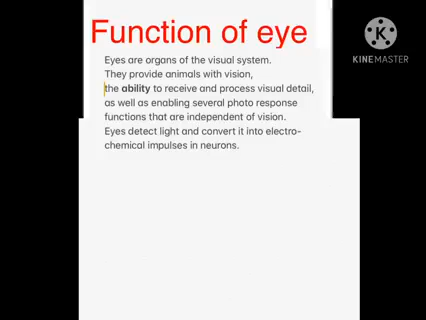 Function of eye
KINEMASTER
Eyes are organs of the visual system.
They provide animals with vision,
the ability to receive and process visual detail,
as well as enabling several photo response
functions that are independent of vision.
Eyes detect light and convert it into electro-
chemical impulses in neurons.